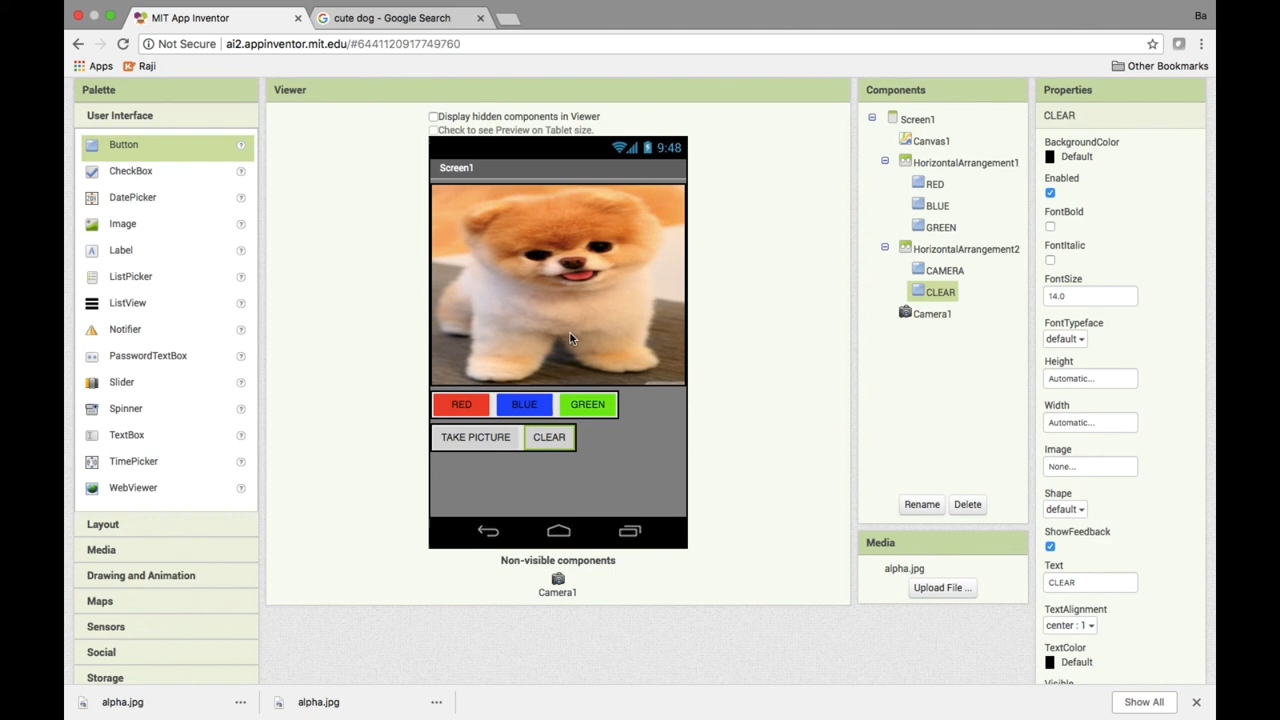 MIT App Inventor
cute dog - Google Search
Ba
Not Secure
ai2.appinventor.mit.edu/#6441120917749760
Apps
Raji
Other Bookmarks
Palette
User Interface
Button
CheckBox
DatePicker
Image
Label
ListPicker
ListView
Notifier
PasswordTextBox
Slider
Spinner
TextBox
TimePicker
WebViewer
Layout
Media
Drawing and Animation
Maps
Sensors
Social
Storage
Viewer
Display hidden components in Viewer
Check to see Preview on Tablet size.
9:48
Screen1
RED BLUE GREEN
TAKE PICTURE CLEAR
Non-visible components
Camera1
Components
Screen1
Canvas1
HorizontalArrangement1
RED
BLUE
GREEN
HorizontalArrangement2
CAMERA
CLEAR
Camera1
Rename Delete
Media
alpha.jpg
Upload File ...
Properties
CLEAR
BackgroundColor
Default
Enabled
FontBold
FontItalic
FontSize
14.0
FontTypeface
default
Height
Automatic...
Width
Automatic...
Image
None...
Shape
default
ShowFeedback
Text
CLEAR
TextAlignment
center : 1
TextColor
Default
Visible
alpha.jpg
alpha.jpg
Show All